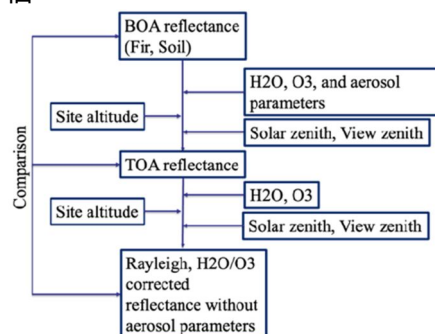 BOA reflectance
(Fir, Soil)
H2O, O3, and aerosol
parameters
Site altitude
Solar zenith, View zenith
Comparison
TOA reflectance
H2O, O3
Site altitude
Solar zenith, View zenith
Rayleigh, H2O/O3
corrected
reflectance without
aerosol parameters